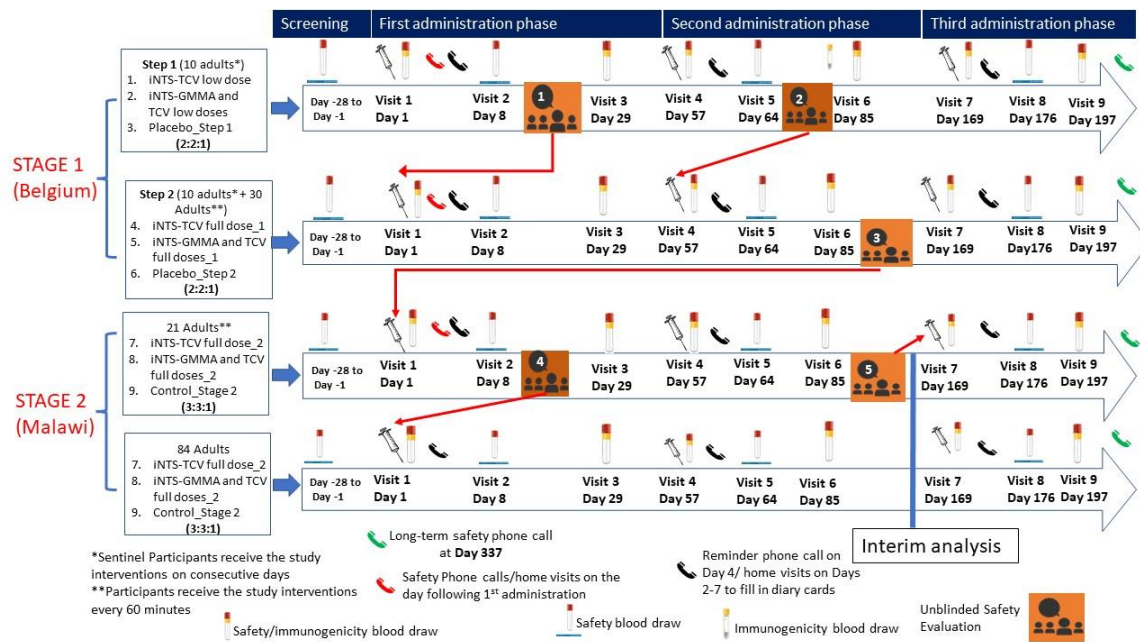 Screening
First administration phase
Second administration phase
Third administration phase
STAGE 1
(Belgium)
Step 1 (10 adults*)
1. iNTS-TCV low dose
2. iNTS-GMMA and
TCV low doses
3. Placebo_Step 1
(2:2:1)
Day -28 to
Day -1
Visit 1
Day 1
Visit 2
Day 8
1
Visit 3
Day 29
Visit 4
Day 57
Visit 5
Day 64
2
Visit 6
Day 85
Visit 7
Day 169
Visit 8
Day 176
Visit 9
Day 197
Step 2 (10 adults* + 30
Adults**)
4. iNTS-TCV full dose_1
5. iNTS-GMMA and TCV
full doses_1
6. Placebo_Step 2
(2:2:1)
Day -28 to
Day -1
Visit 1
Day 1
Visit 2
Day 8
Visit 3
Day 29
Visit 4
Day 57
Visit 5
Day 64
Visit 6
Day 85
3
Visit 7
Day 169
Visit 8
Day176
Visit 9
Day 197
STAGE 2
(Malawi)
21 Adults**
7. iNTS-TCV full dose_2
8. iNTS-GMMA and TCV
full doses_2
9. Control_Stage 2
(3:3:1)
Day -28 to
Day -1
Visit 1
Day 1
Visit 2
Day 8
4
Visit 3
Day 29
Visit 4
Day 57
Visit 5
Day 64
Visit 6
Day 85
5
Visit 7
Day 169
Visit 8
Day 176
Visit 9
Day 197
84 Adults
7. iNTS-TCV full dose_2
8. iNTS-GMMA and TCV
full doses_2
9. Control_Stage 2
(3:3:1)
Day -28 to
Day -1
Visit 1
Day 1
Visit 2
Day 8
Visit 3
Day 29
Visit 4
Day 57
Visit 5
Day 64
Visit 6
Day 85
Visit 7
Day 169
Visit 8
Day 176
Visit 9
Day 197
Interim analysis
*Sentinel Participants receive the study
interventions on consecutive days
**Participants receive the study interventions
every 60 minutes
Long-term safety phone call
at Day 337
Safety Phone calls/home visits on the
day following 1st administration
Reminder phone call on
Day 4/ home visits on Days
2-7 to fill in diary cards
Safety/immunogenicity blood draw
Safety blood draw
Immunogenicity blood draw
Unblinded Safety
Evaluation